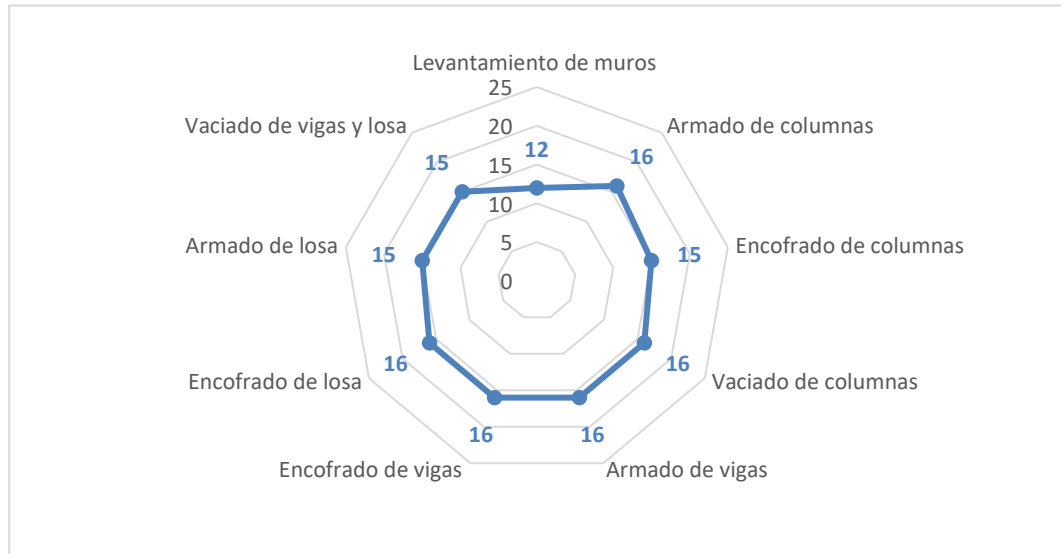 Levantamiento de muros
25
Vaciado de vigas y losa
20
Armado de columnas
15
12
15
16
10
Armado de losa
15
5
15
Encofrado de columnas
0
Encofrado de losa
16
16
Vaciado de columnas
16
16
Encofrado de vigas
Armado de vigas